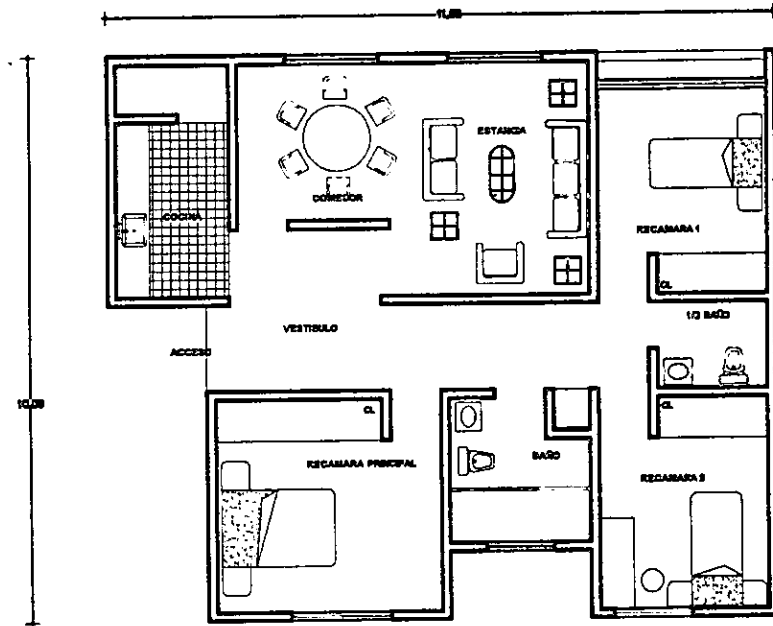 ESTANCIA
COMEDOR
COCINA
RECAMARA 1
CL
1/2 BAÑO
VESTIBULO
ACCESO
CL
CL
RECAMARA PRINCIPAL
BAÑO